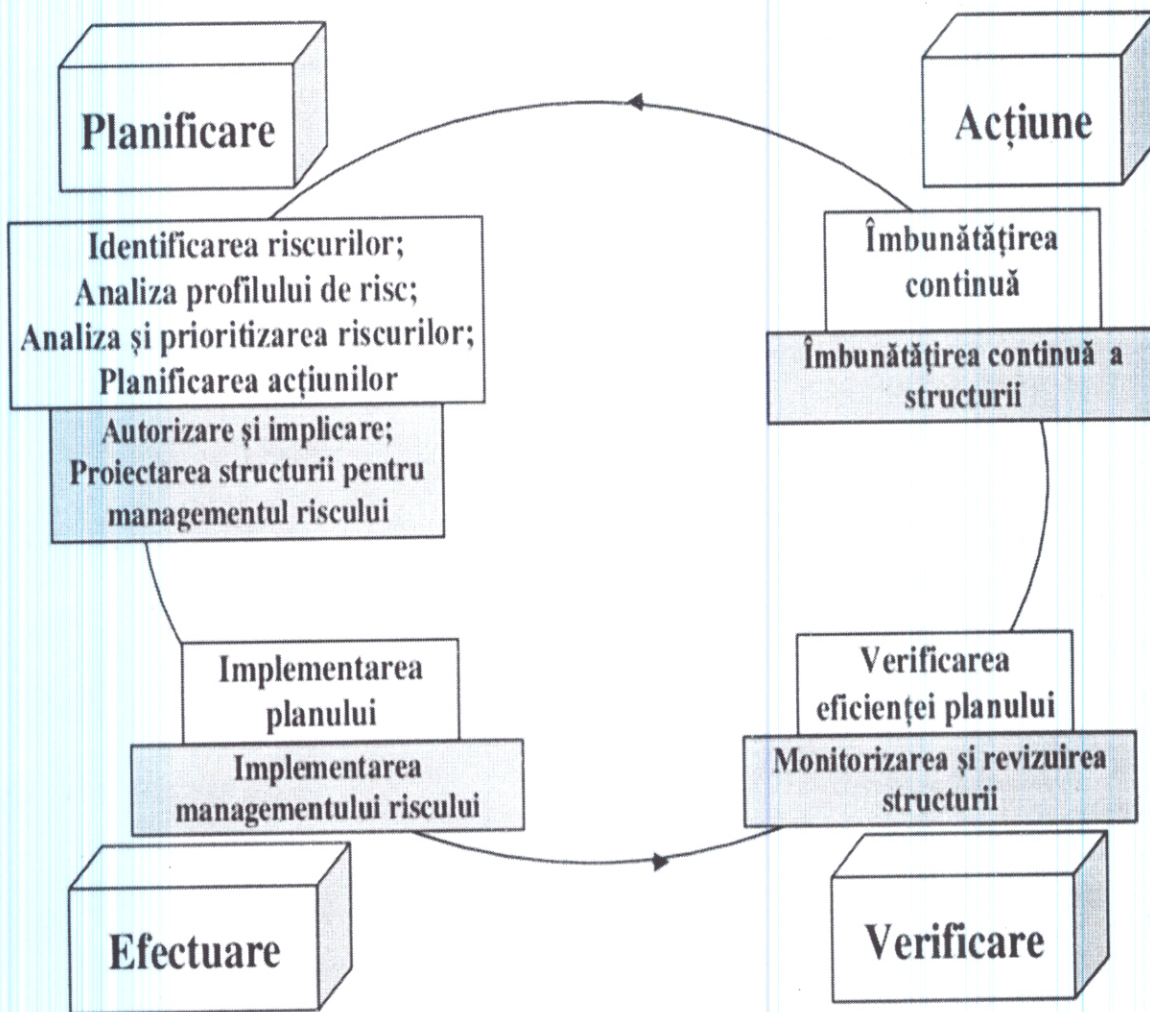 Planificare
Identificarea riscurilor;
Analiza profilului de risc;
Analiza și prioritizarea riscurilor;
Planificarea acțiunilor
Autorizare și implicare;
Proiectarea structurii pentru
managementul riscului
Acțiune
Îmbunătățirea
continuă
Îmbunătățirea continuă a
structurii
Implementarea
planului
Implementarea
managementului riscului
Efectuare
Verificarea
eficienței planului
Monitorizarea și revizuirea
structurii
Verificare